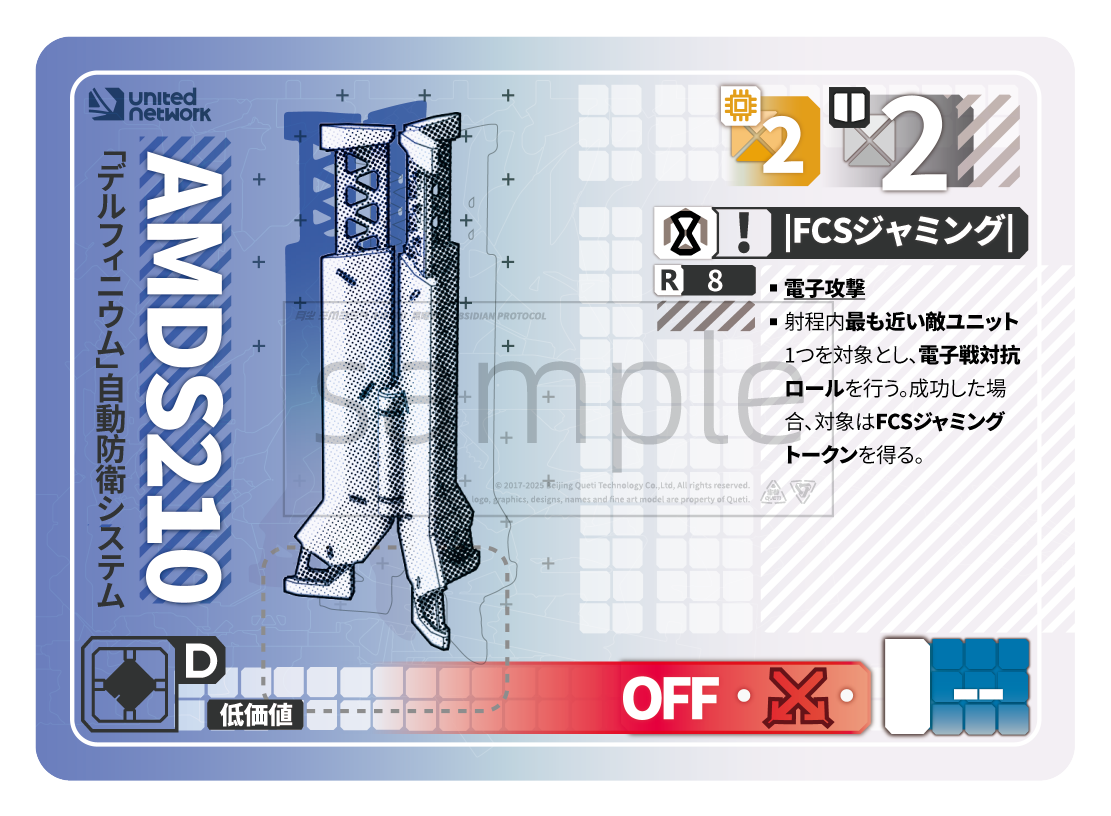 united
network
AMDS210
「デルフィニウム」自動防衛システム
2
2
!
|FCSジャミング|
R 8
▪ 電子攻撃
▪ 射程内最も近い敵ユニット
1つを対象とし、電子戦対抗
ロールを行う。成功した場
合、対象はFCSジャミング
トークンを得る。
OBSIDIAN PROTOCOL
sample
© 2017-2025 Beijing Queti Technology Co.,Ltd, All rights reserved.
logo, graphics, designs, names and fine art model are property of Queti.
D
低価値
OFF
--